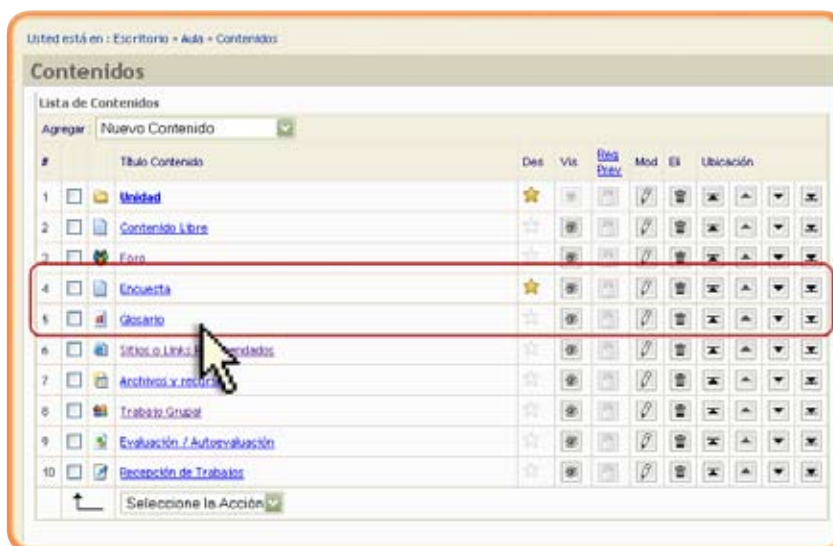 Usted está en : Escritorio » Aula » Contenidos
Contenidos
Lista de Contenidos
Agregar : Nuevo Contenido
# Título Contenido Des Vis Req Prev Mod Eli Ubicación
1 Unidad
2 Contenido Libre
3 Foro
4 Encuesta
5 Glosario
6 Sitios o Links
7 Archivos y
8 Trabajo Grupal
9 Evaluación / Autoevaluación
10 Recepción de Trabajos
Seleccione la Acción